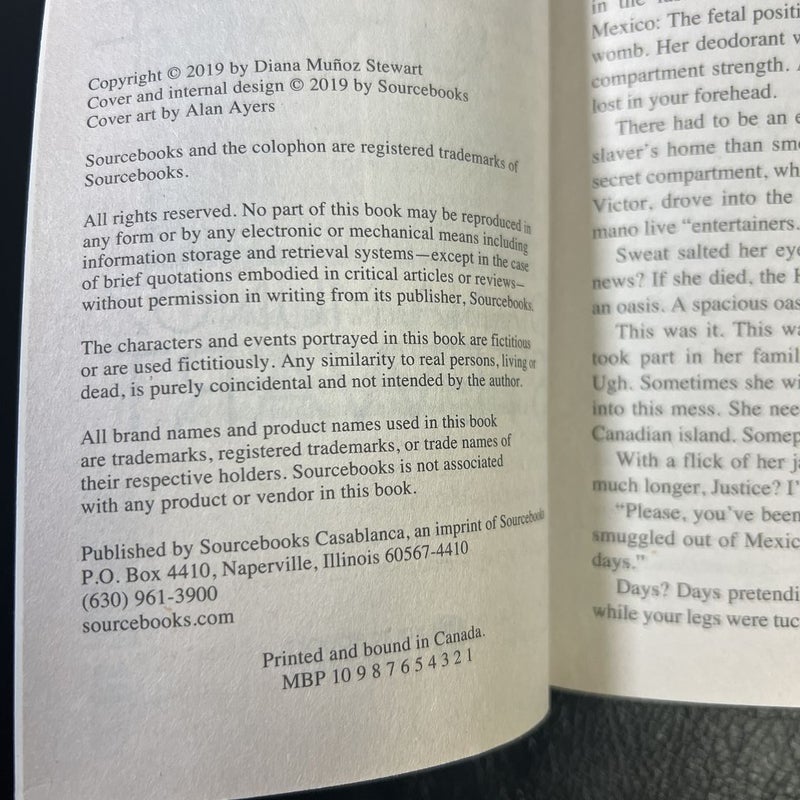 Copyright © 2019 by Diana Muñoz Stewart
Cover and internal design © 2019 by Sourcebooks
Cover art by Alan Ayers
Sourcebooks and the colophon are registered trademarks of
Sourcebooks.
All rights reserved. No part of this book may be reproduced in
any form or by any electronic or mechanical means including
information storage and retrieval systems—except in the case
of brief quotations embodied in critical articles or reviews—
without permission in writing from its publisher, Sourcebooks.
The characters and events portrayed in this book are fictitious
or are used fictitiously. Any similarity to real persons, living or
dead, is purely coincidental and not intended by the author.
All brand names and product names used in this book
are trademarks, registered trademarks, or trade names of
their respective holders. Sourcebooks is not associated
with any product or vendor in this book.
Published by Sourcebooks Casablanca, an imprint of Sourcebooks
P.O. Box 4410, Naperville, Illinois 60567-4410
(630) 961-3900
sourcebooks.com
Printed and bound in Canada.
MBP 10 9 8 7 6 5 4 3 2 1
in the
Mexico: The fetal positi
womb. Her deodorant
compartment strength.
lost in your forehead.
There had to be an e
slaver's home than smo
secret compartment, wh
Victor, drove into the
mano live “entertainers.
Sweat salted her eye
news? If she died, the
an oasis. A spacious oas
This was it. This wa
took part in her famil
Ugh. Sometimes she wi
into this mess. She nee
Canadian island. Somep
With a flick of her ja
much longer, Justice? I’
“Please, you’ve been
smuggled out of Mexic
days.”
Days? Days pretendi
while your legs were tuc